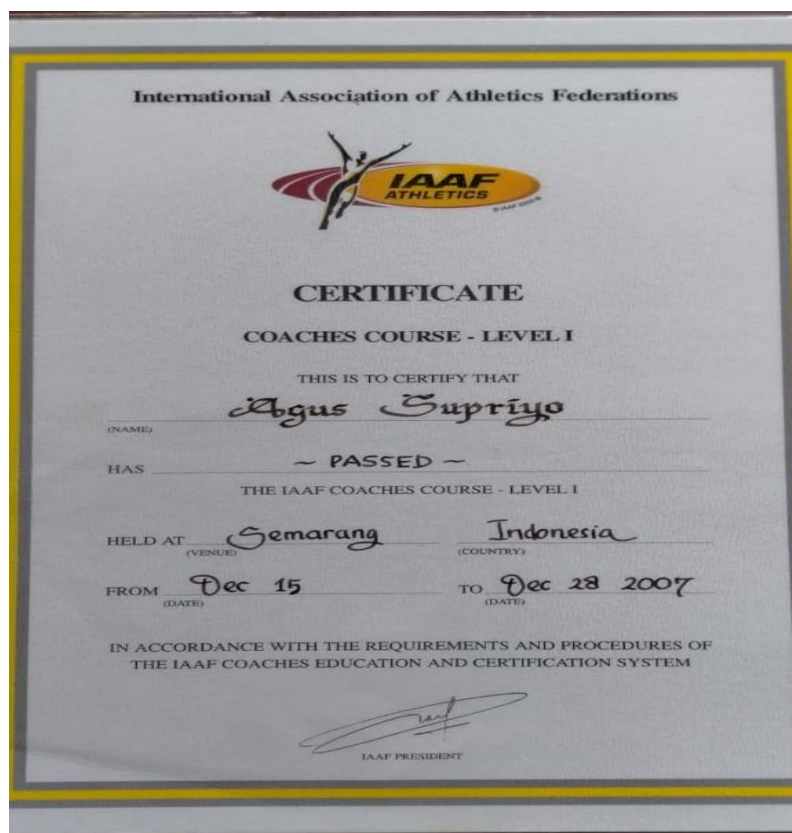 International Association of Athletics Federations
IAAF
ATHLETICS
CERTIFICATE
COACHES COURSE - LEVEL I
THIS IS TO CERTIFY THAT
Agus Supriyo
(NAME)
HAS ~ PASSED ~
THE IAAF COACHES COURSE - LEVEL I
HELD AT Semarang Indonesia
(VENUE) (COUNTRY)
FROM Dec 15 TO Dec 28 2007
(DATE) (DATE)
IN ACCORDANCE WITH THE REQUIREMENTS AND PROCEDURES OF
THE IAAF COACHES EDUCATION AND CERTIFICATION SYSTEM
IAAF PRESIDENT